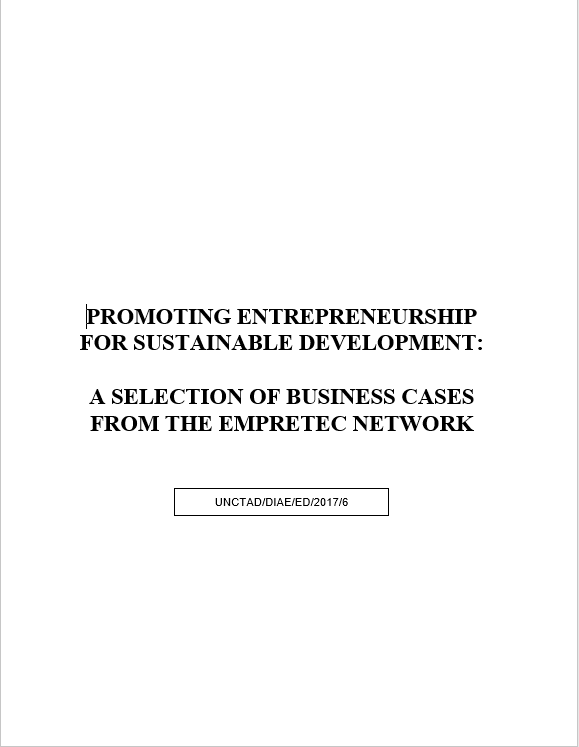 PROMOTING ENTREPRENEURSHIP
FOR SUSTAINABLE DEVELOPMENT:
A SELECTION OF BUSINESS CASES
FROM THE EMPRETEC NETWORK
UNCTAD/DIAE/ED/2017/6